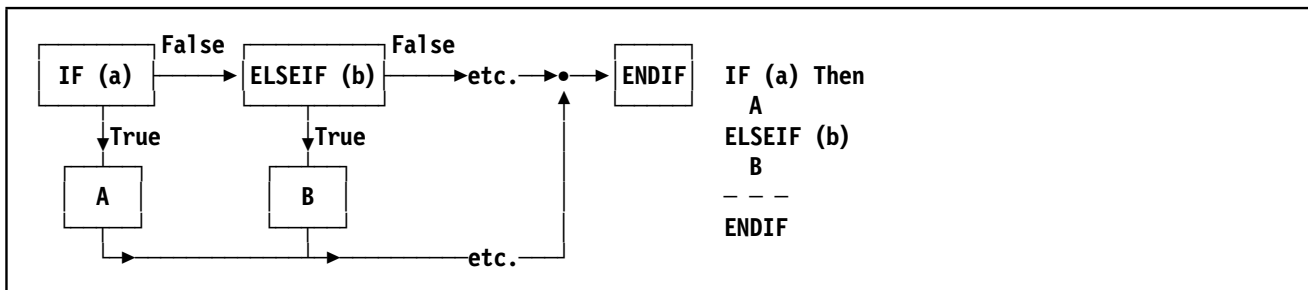 False False
IF (a) ELSEIF (b) etc. ENDIF
True True
A B
etc.
IF (a) Then
A
ELSEIF (b)
B
— — —
ENDIF